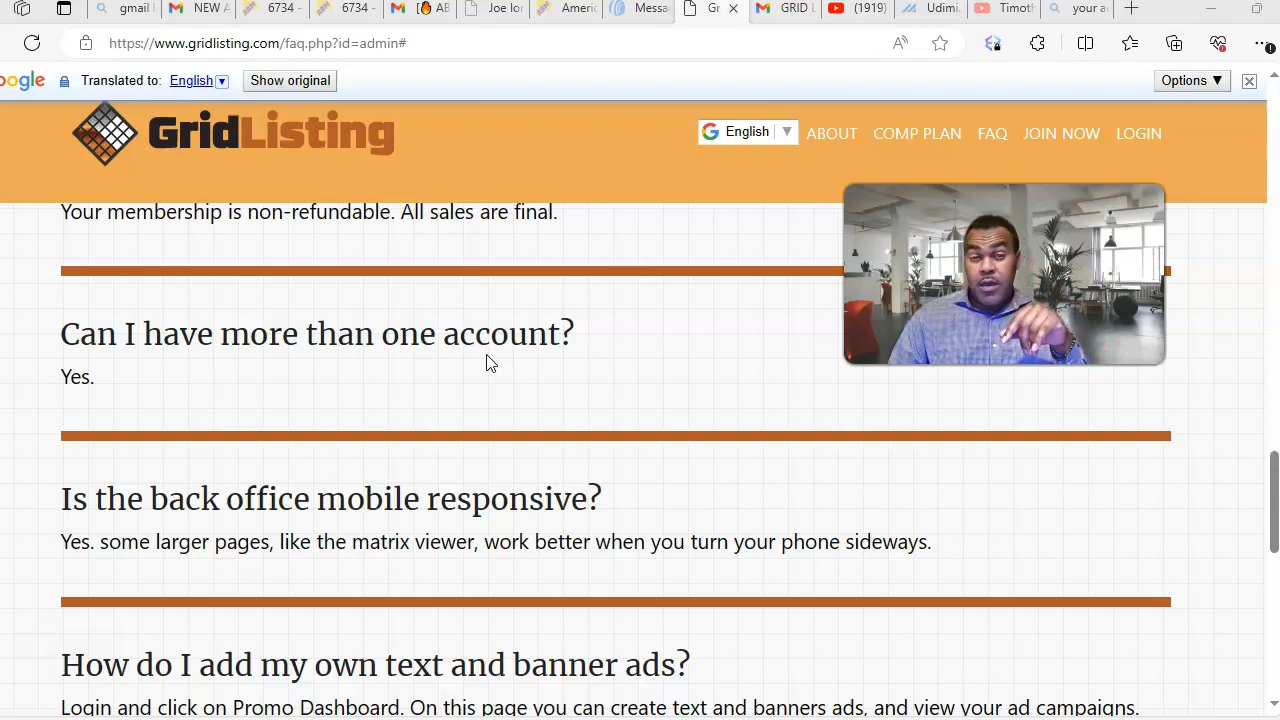 gmail
NEW A
6734 -
6734 -
AB
Joe lor
Americ
Messa
Gr
GRID L
(1919)
Udimi.
Timoth
your a
https://www.gridlisting.com/faq.php?id=admin#
oogle Translated to: English Show original Options ▼
GridListing
G English ▼ ABOUT COMP PLAN FAQ JOIN NOW LOGIN
Your membership is non-refundable. All sales are final.
Can I have more than one account?
Yes.
Is the back office mobile responsive?
Yes. some larger pages, like the matrix viewer, work better when you turn your phone sideways.
How do I add my own text and banner ads?
Login and click on Promo Dashboard. On this page you can create text and banners ads, and view your ad campaigns.